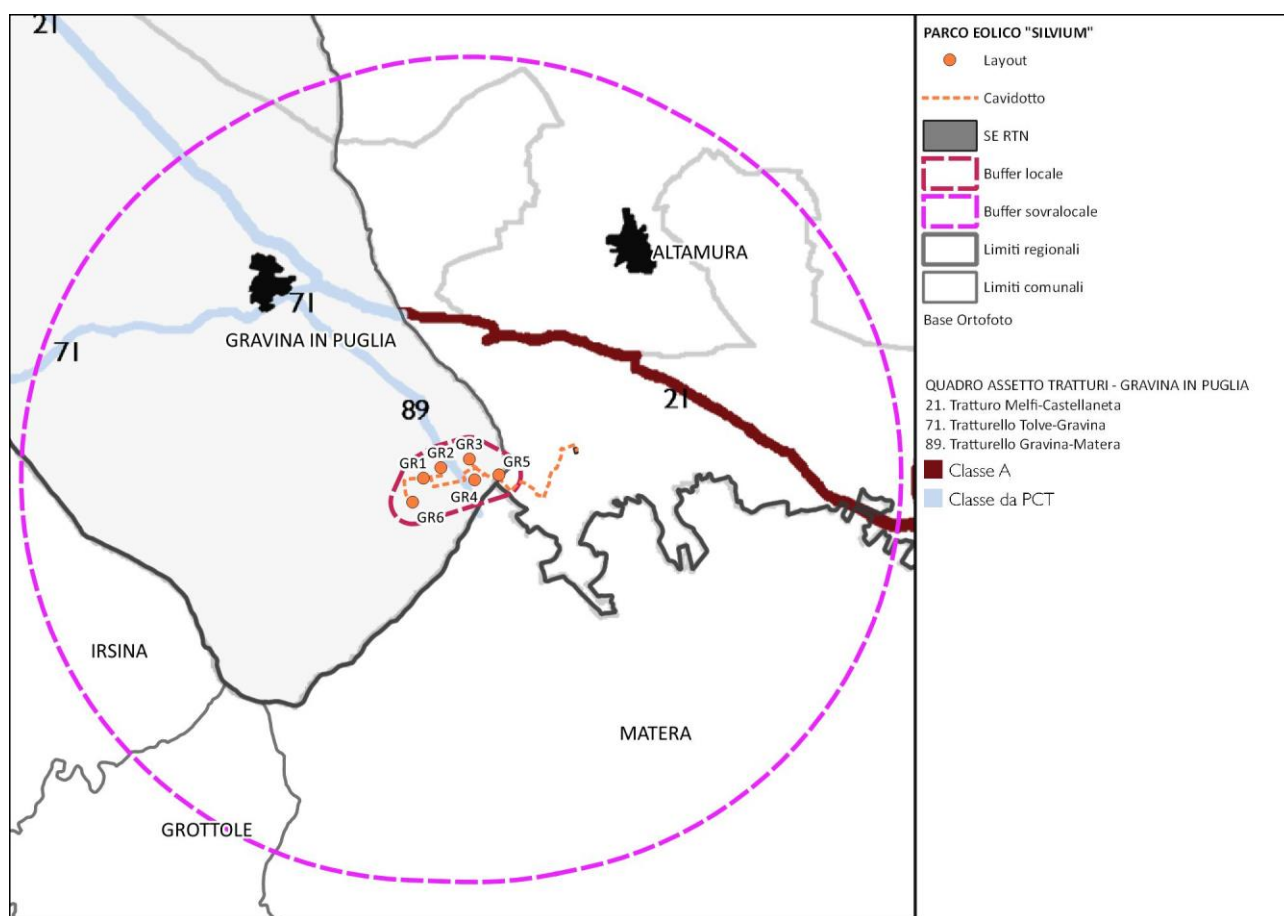 21
ALTAMURA
71
GRAVINA IN PUGLIA
71
21
89
GR3
GR2
GR1
GR5
GR4
GR6
IRSINA
MATERA
GROTTOLE
PARCO EOLICO "SILVIUM"
Layout
Cavidotto
SE RTN
Buffer locale
Buffer sovralocale
Limiti regionali
Limiti comunali
Base Ortofoto
QUADRO ASSETTO TRATTURI - GRAVINA IN PUGLIA
21. Tratturo Melfi-Castellaneta
71. Tratturello Tolve-Gravina
89. Tratturello Gravina-Matera
Classe A
Classe da PCT